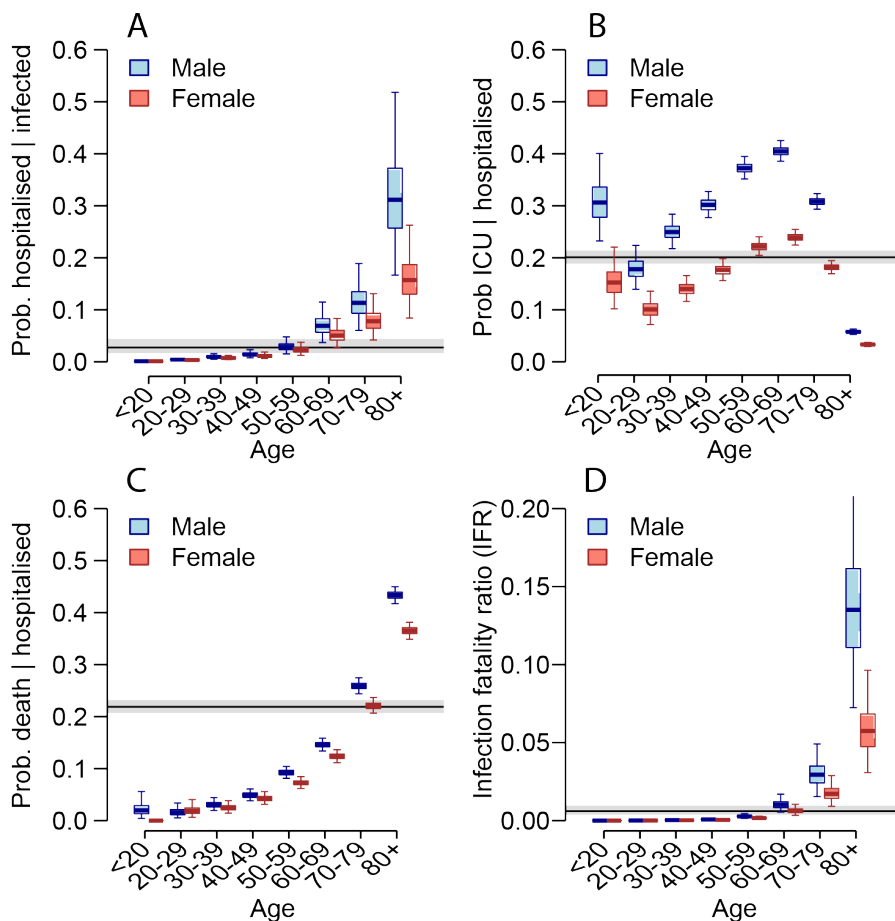 A
Prob. hospitalised | infected
0.6
0.5
0.4
0.3
0.2
0.1
0.0
Male
Female
<20
20-29
30-39
40-49
50-59
60-69
70-79
80+
Age
B
Prob ICU | hospitalised
0.6
0.5
0.4
0.3
0.2
0.1
0.0
Male
Female
<20
20-29
30-39
40-49
50-59
60-69
70-79
80+
Age
C
Prob. death | hospitalised
0.6
0.5
0.4
0.3
0.2
0.1
0.0
Male
Female
<20
20-29
30-39
40-49
50-59
60-69
70-79
80+
Age
D
Infection fatality ratio (IFR)
0.20
0.15
0.10
0.05
0.00
Male
Female
<20
20-29
30-39
40-49
50-59
60-69
70-79
80+
Age